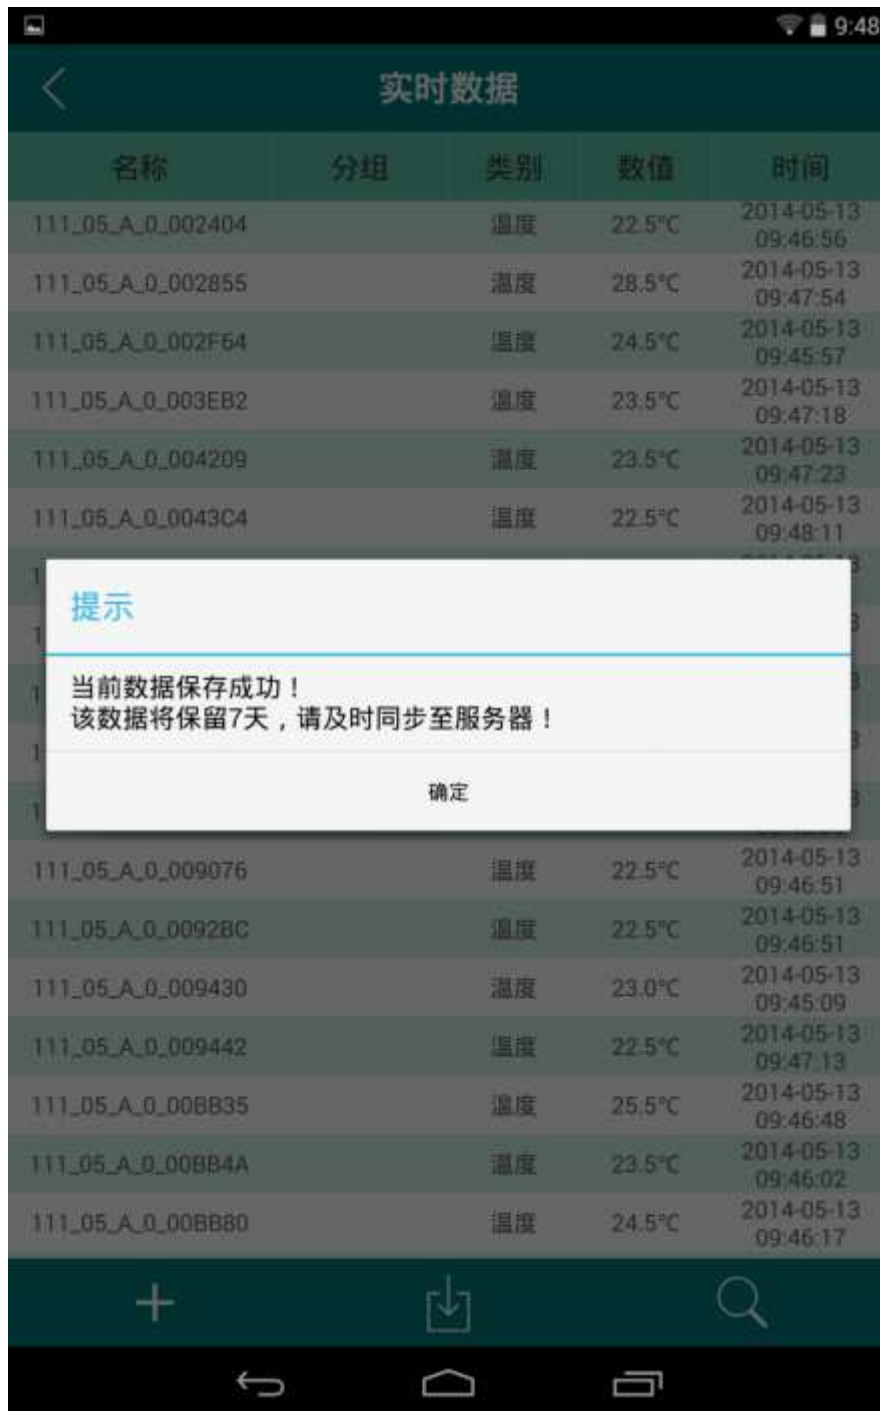 9:48
实时数据
名称 分组 类别 数值 时间
111_05_A_0_002404 温度 22.5℃ 2014-05-13
09:46:56
111_05_A_0_002855 温度 28.5℃ 2014-05-13
09:47:54
111_05_A_0_002F64 温度 24.5℃ 2014-05-13
09:45:57
111_05_A_0_003EB2 温度 23.5℃ 2014-05-13
09:47:18
111_05_A_0_004209 温度 23.5℃ 2014-05-13
09:47:23
111_05_A_0_0043C4 温度 22.5℃ 2014-05-13
09:48:11
提示
当前数据保存成功！
该数据将保留7天，请及时同步至服务器！
确定
111_05_A_0_009076 温度 22.5℃ 2014-05-13
09:46:51
111_05_A_0_0092BC 温度 22.5℃ 2014-05-13
09:46:51
111_05_A_0_009430 温度 23.0℃ 2014-05-13
09:45:09
111_05_A_0_009442 温度 22.5℃ 2014-05-13
09:47:13
111_05_A_0_00BB35 温度 25.5℃ 2014-05-13
09:46:48
111_05_A_0_00BB4A 温度 23.5℃ 2014-05-13
09:46:02
111_05_A_0_00BB80 温度 24.5℃ 2014-05-13
09:46:17